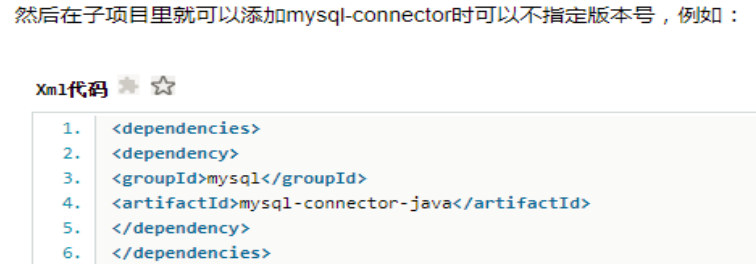 然后在子项目里就可以添加mysql-connector时可以不指定版本号，例如：
Xml代码
1. <dependencies>
2. <dependency>
3. <groupId>mysql</groupId>
4. <artifactId>mysql-connector-java</artifactId>
5. </dependency>
6. </dependencies>